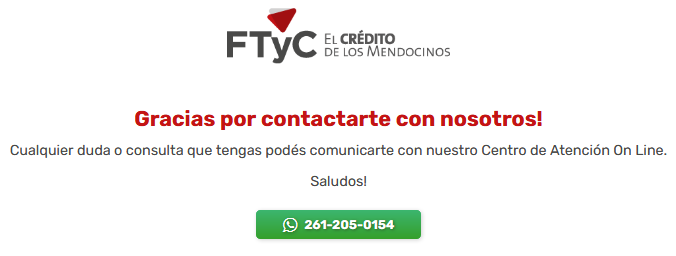 FTyC EL CRÉDITO
DE LOS MENDOCINOS
Gracias por contactarte con nosotros!
Cualquier duda o consulta que tengas podés comunicarte con nuestro Centro de Atención On Line.
Saludos!
261-205-0154